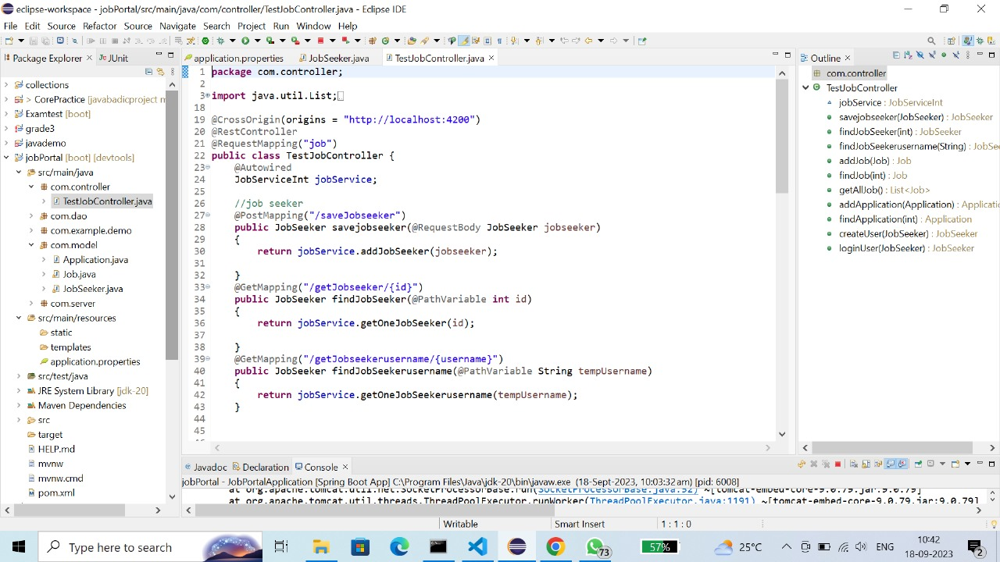 eclipse-workspace - jobPortal/src/main/java/com/controller/TestJobController.java - Eclipse IDE
File Edit Source Refactor Source Navigate Search Project Run Window Help
Package Explorer JUnit
application.properties JobSeeker.java TestJobController.java
Outline
collections
> CorePractice [javabadicproject m
Examtest [boot]
grade3
javademo
jobPortal [boot] [devtools]
src/main/java
com.controller
TestJobController.java
com.dao
com.example.demo
com.model
Application.java
Job.java
JobSeeker.java
com.server
src/main/resources
static
templates
application.properties
src/test/java
JRE System Library [jdk-20]
Maven Dependencies
src
target
HELP.md
mvnw
mvnw.cmd
pom.xml
1 package com.controller;
2
3 import java.util.List;
18
19 @CrossOrigin(origins = "http://localhost:4200")
20 @RestController
21 @RequestMapping("job")
22 public class TestJobController {
23 @Autowired
24 JobServiceInt jobService;
25
26 //job seeker
27 @PostMapping("/saveJobseeker")
28 public JobSeeker savejobseeker(@RequestBody JobSeeker jobseeker)
29 {
30 return jobService.addJobSeeker(jobseeker);
31
32 }
33 @GetMapping("/getJobseeker/{id}")
34 public JobSeeker findJobSeeker(@PathVariable int id)
35 {
36 return jobService.getOneJobSeeker(id);
37
38 }
39 @GetMapping("/getJobseekerusername/{username}")
40 public JobSeeker findJobSeekerusername(@PathVariable String tempUsername)
41 {
42 return jobService.getOneJobSeekerusername(tempUsername);
43 }
44
45
com.controller
TestJobController
jobService : JobServiceInt
savejobseeker(JobSeeker) : JobSeeker
findJobSeeker(int) : JobSeeker
findJobSeekerusername(String) : JobSe
addJob(Job) : Job
findJob(int) : Job
getAllJob() : List<Job>
addApplication(Application) : Applicatio
findApplication(int) : Application
createUser(JobSeeker) : JobSeeker
loginUser(JobSeeker) : JobSeeker
Javadoc Declaration Console
jobPortal - JobPortalApplication [Spring Boot App] C:\Program Files\Java\jdk-20\bin\javaw.exe (18-Sept-2023, 10:03:32 am) [pid: 6008]
at org.apache.tomcat.util.net.SocketProcessorBase.run(SocketProcessorBase.java:52) ~[tomcat-embed-core-9.0.79.jar:9.0.79]
at org.apache.tomcat.util.threads.ThreadPoolExecutor.runWorker(ThreadPoolExecutor.java:1191) ~[tomcat-embed-core-9.0.79.jar:9.0.79]
Writable Smart Insert 1 : 1 : 0
Type here to search
73
57%
25°C
ENG
10:42
18-09-2023
2